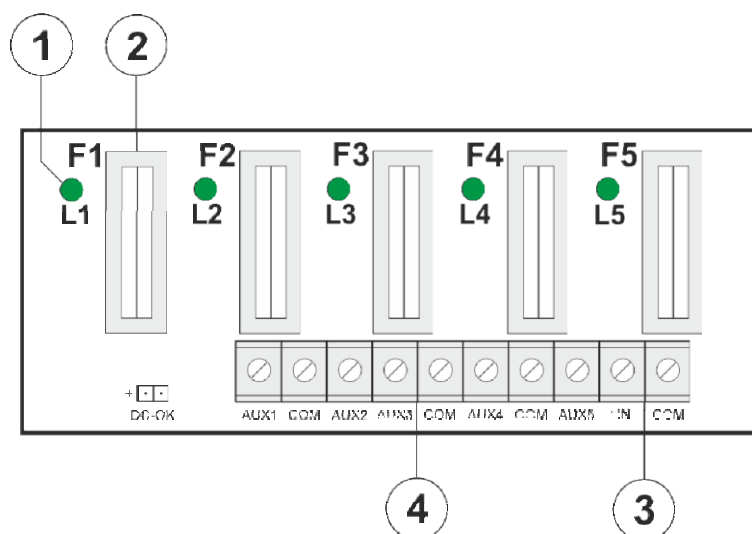 1 2
F1 F2 F3 F4 F5
L1 L2 L3 L4 L5
+
DC-OK AUX1 COM AUX2 AUX3 COM AUX4 COM AUX5 COM
4 3